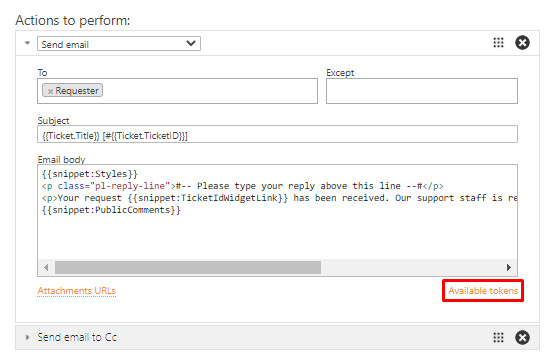 Actions to perform:
Send email
To
Except
× Requester
Subject
{{Ticket.Title}} [#{{Ticket.TicketID}}]
Email body
{{snippet:Styles}}
<p class="pl-reply-line">#-- Please type your reply above this line --#</p>
<p>Your request {{snippet:TicketIdWidgetLink}} has been received. Our support staff is re
{{snippet:PublicComments}}
Attachments URLs
Available tokens
Send email to Cc